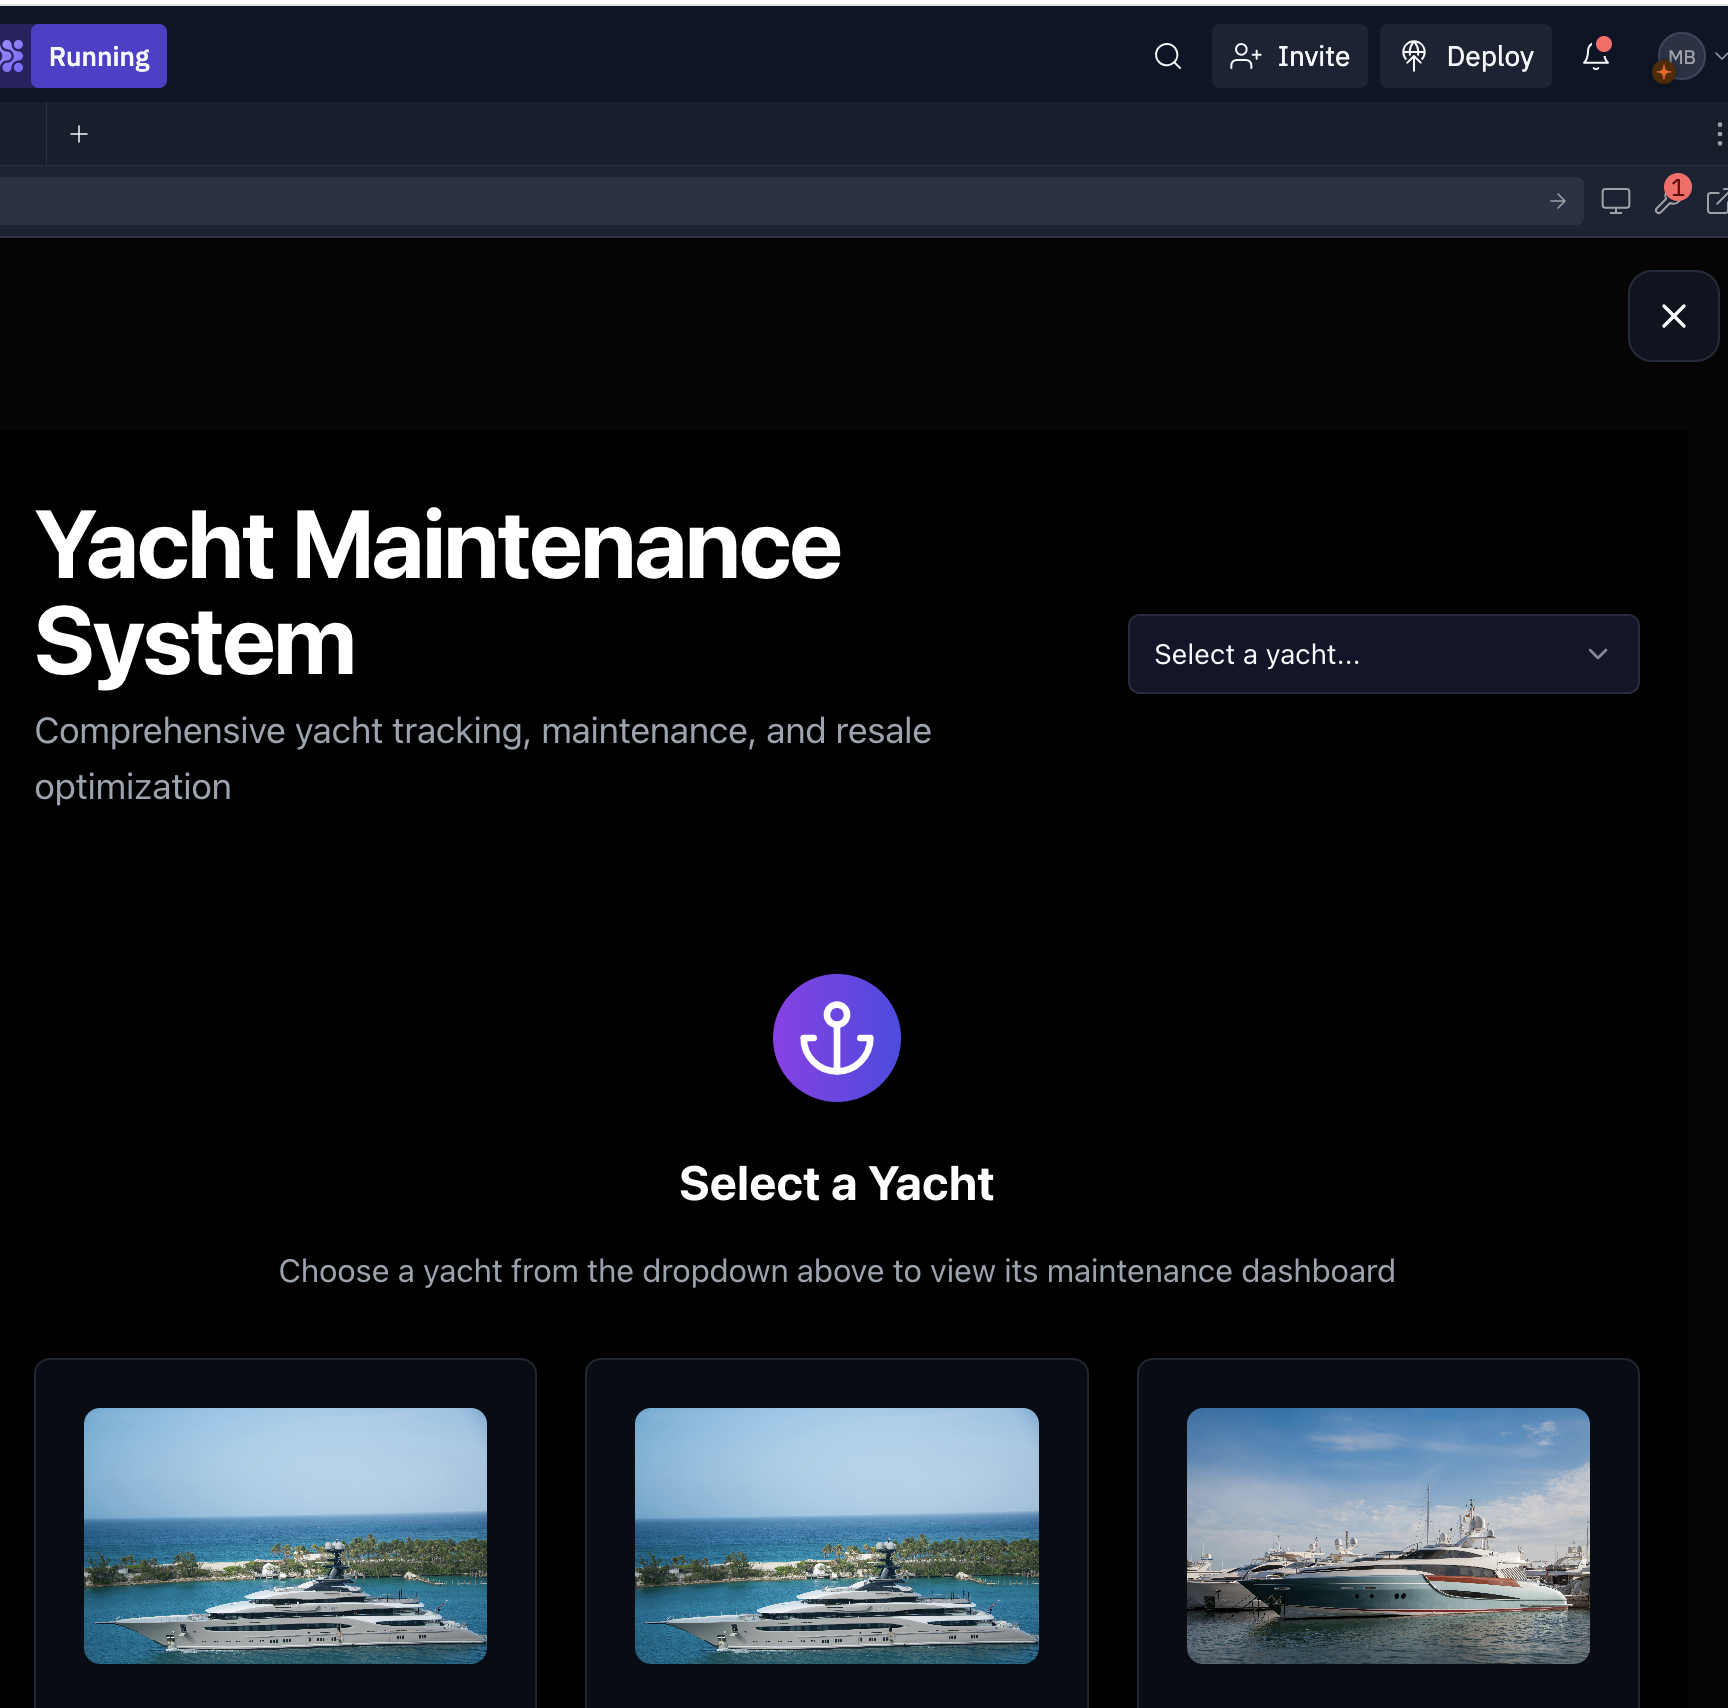 Running
Invite
Deploy
MB
1
Yacht Maintenance
System
Select a yacht...
Comprehensive yacht tracking, maintenance, and resale
optimization
Select a Yacht
Choose a yacht from the dropdown above to view its maintenance dashboard